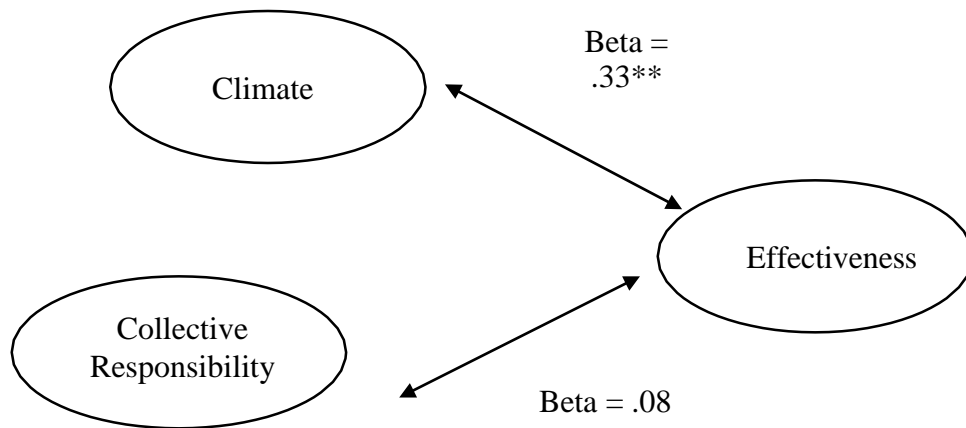 Beta =
.33**
Climate
Effectiveness
Collective
Responsibility
Beta = .08